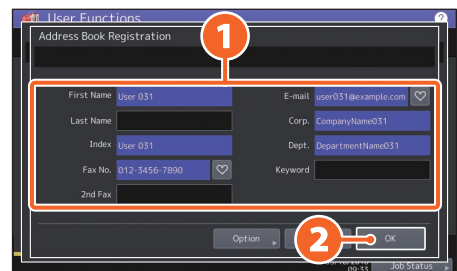 User Functions
?
Address Book Registration
1
First Name User 031
E-mail user031@example.com
Last Name
Corp. CompanyName031
Index User 031
Dept. DepartmentName031
Fax No. 012-3456-7890
Keyword
2nd Fax
Option
2
OK
09:33
Job Status